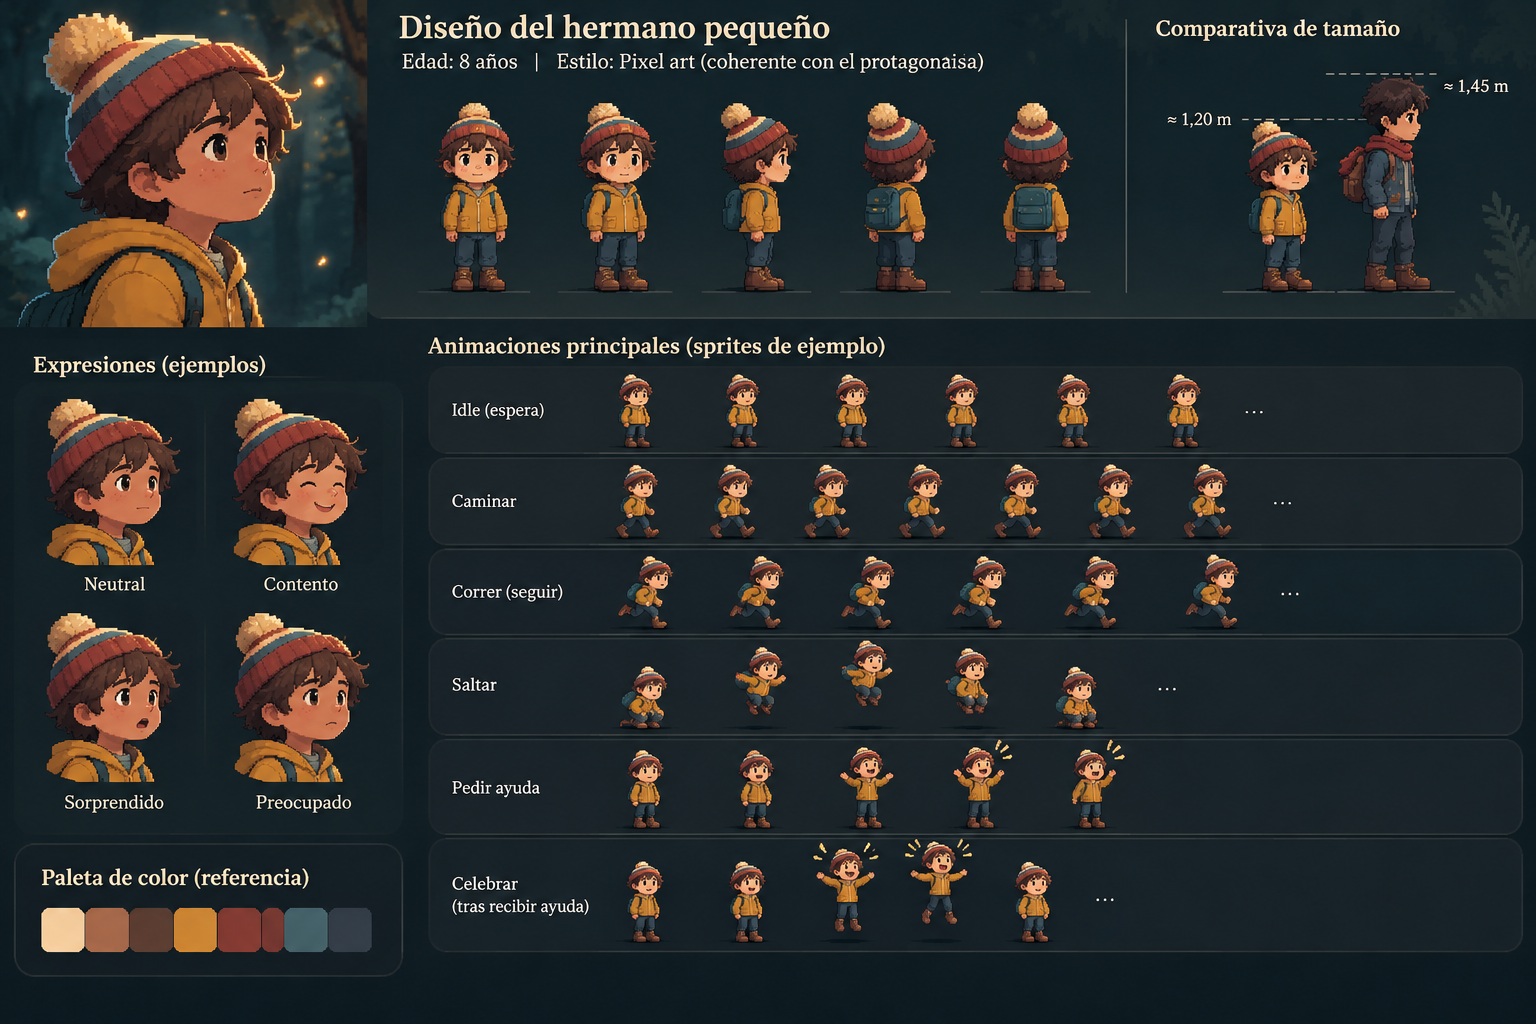 Diseño del hermano pequeño
Edad: 8 años | Estilo: Pixel art (coherente con el protagonaisa)
Comparativa de tamaño
≈ 1,45 m
≈ 1,20 m
Expresiones (ejemplos)
Neutral
Contento
Sorprendido
Preocupado
Paleta de color (referencia)
Animaciones principales (sprites de ejemplo)
Idle (espera)
...
Caminar
...
Correr (seguir)
...
Saltar
...
Pedir ayuda
Celebrar
(tras recibir ayuda)
...